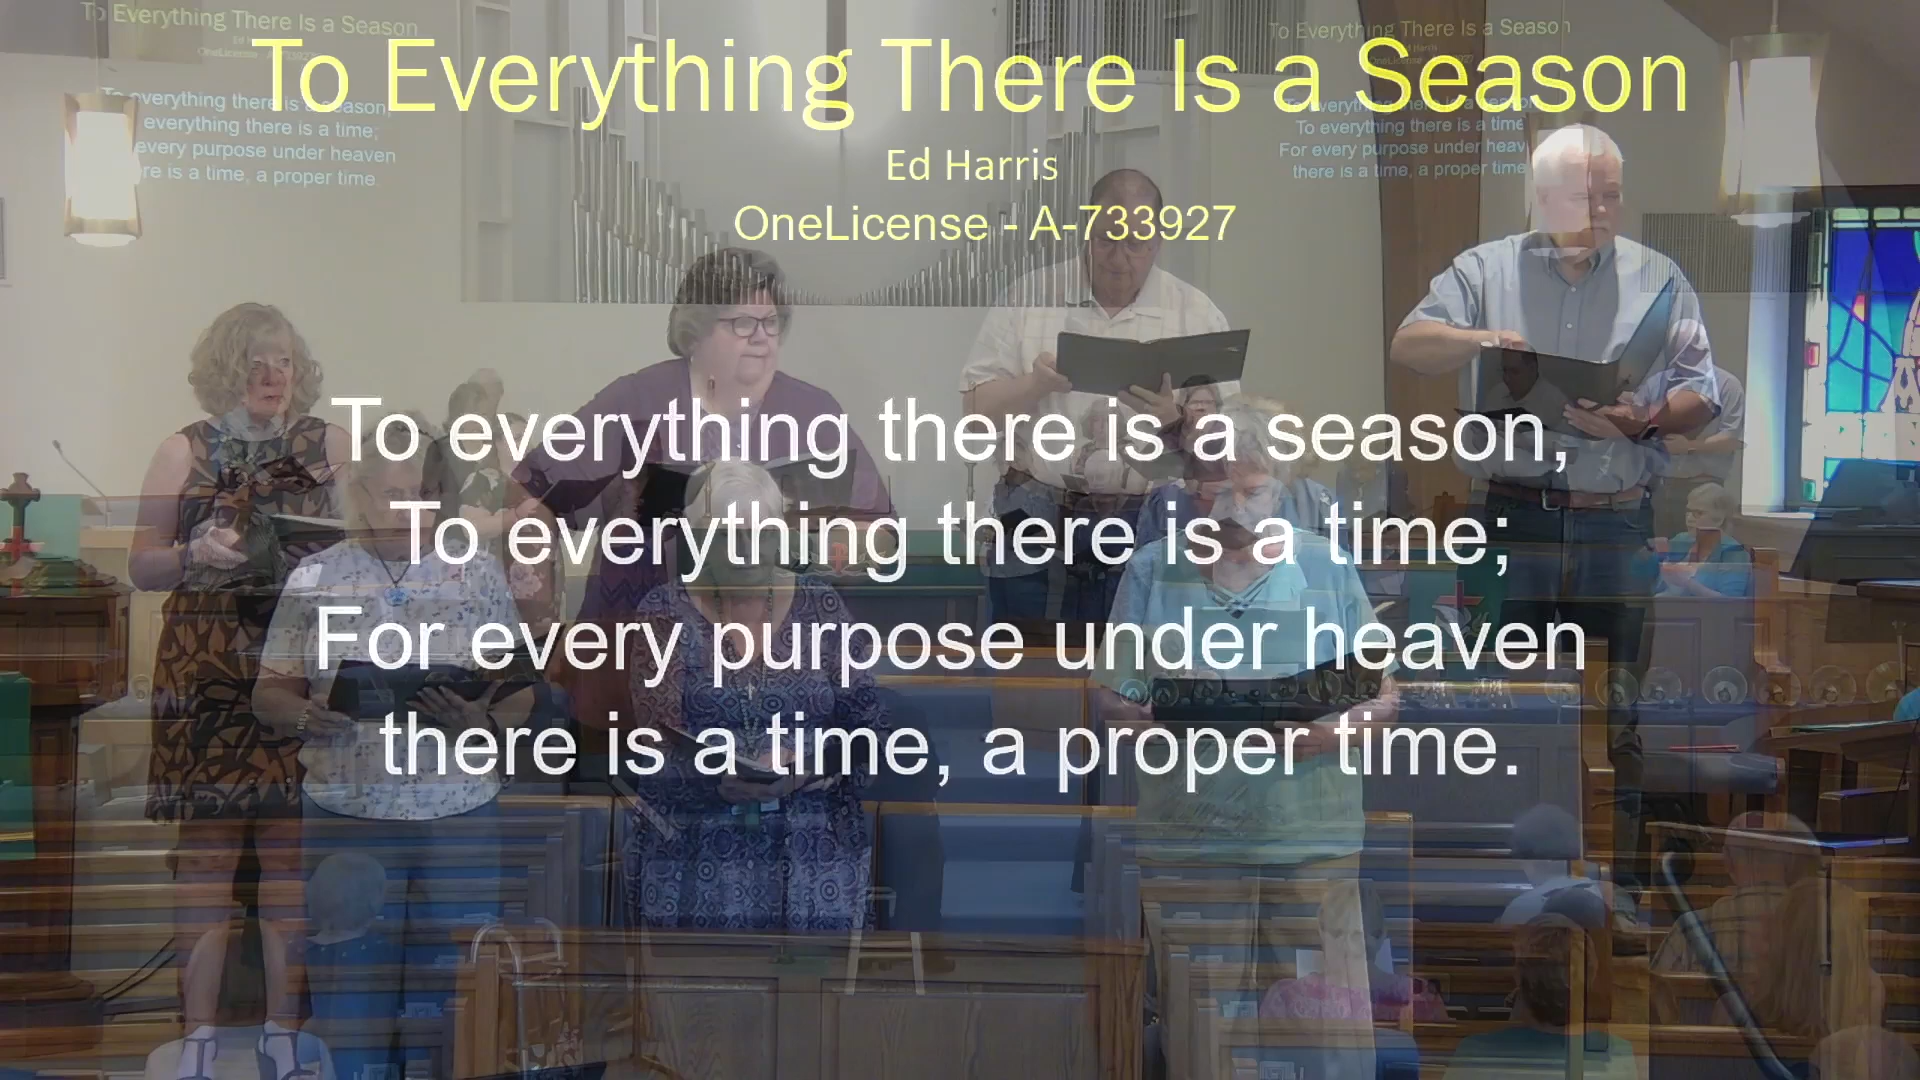 To Everything There Is a Season
Ed Harris
OneLicense - A-733927
To everything there is a season,
To everything there is a time;
For every purpose under heaven
there is a time, a proper time.
To Everything There Is a Season
everything there is a season,
everything there is a time;
every purpose under heaven
is a time, a proper time.
To Everything There Is a Season
To everything there is a time
For every purpose under
there is a time, a proper time